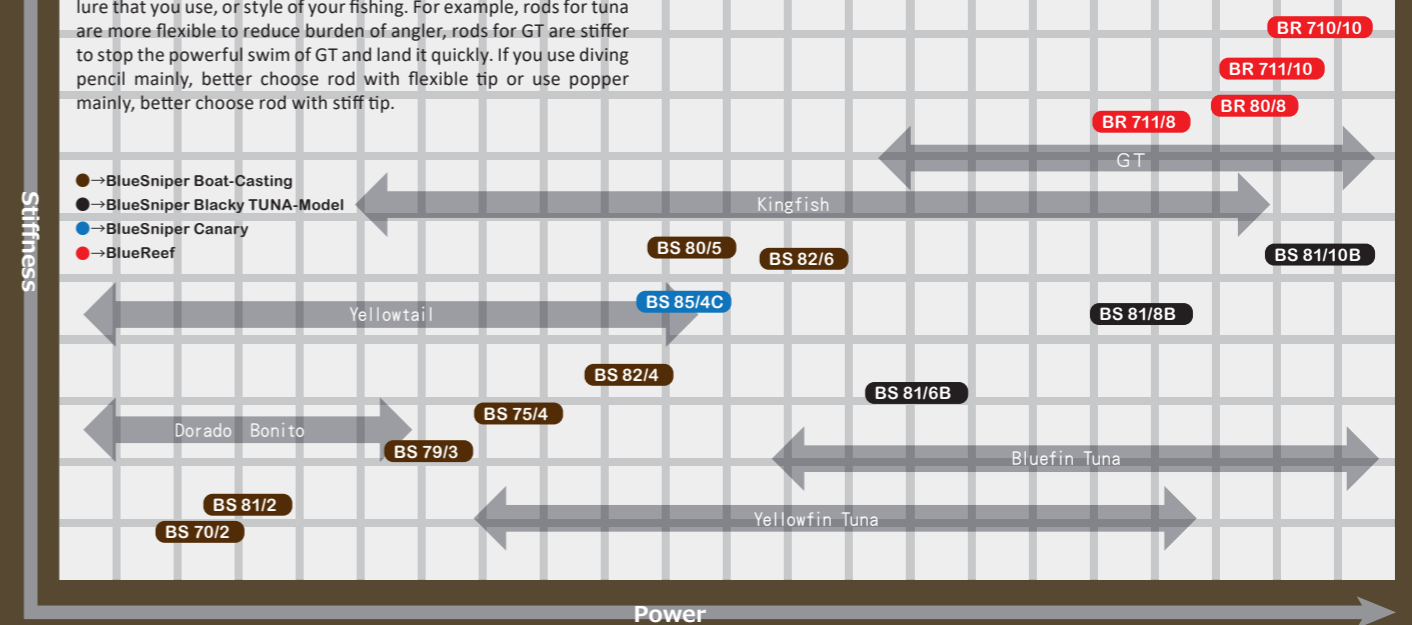 lure that you use, or style of your fishing. For example, rods for tuna
are more flexible to reduce burden of angler, rods for GT are stiffer
to stop the powerful swim of GT and land it quickly. If you use diving
pencil mainly, better choose rod with flexible tip or use popper
mainly, better choose rod with stiff tip.
BR 710/10
BR 711/10
BR 80/8
BR 711/8
GT
●→BlueSniper Boat-Casting
●→BlueSniper Blacky TUNA-Model
●→BlueSniper Canary
●→BlueReef
Kingfish
Stiffness
BS 80/5
BS 82/6
BS 81/10B
BS 85/4C
Yellowtail
BS 81/8B
BS 82/4
BS 81/6B
BS 75/4
Dorado Bonito
BS 79/3
Bluefin Tuna
BS 81/2
Yellowfin Tuna
BS 70/2
Power